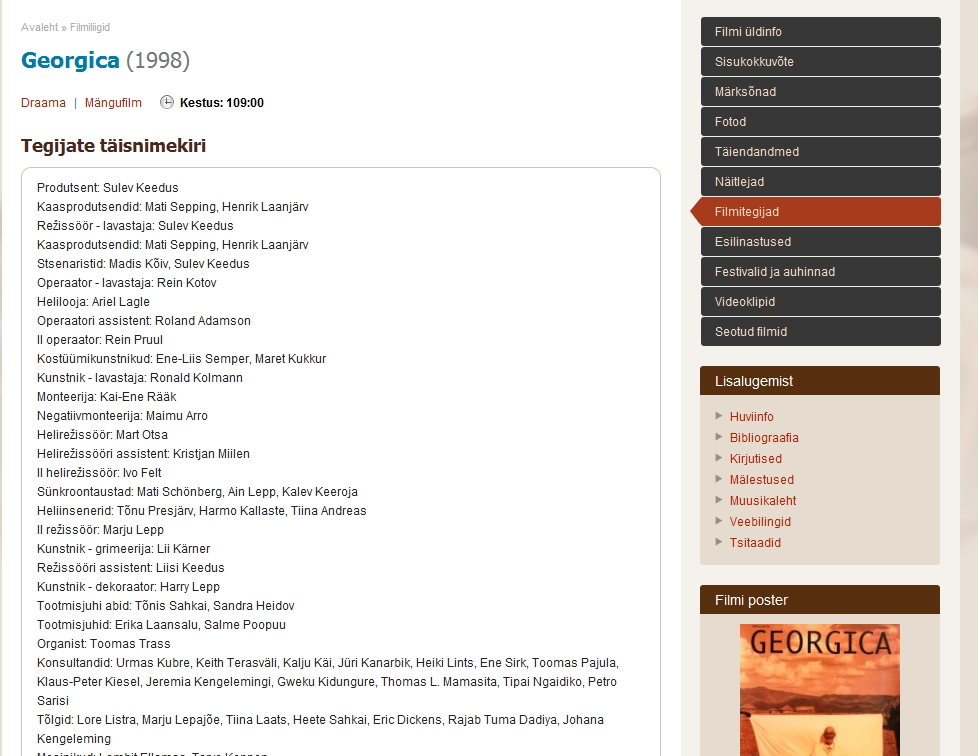 Avaleht » Filmiliigid
Georgica (1998)
Draama | Mängufilm Kestus: 109:00
Tegijate täisnimekiri
Produtsent: Sulev Keedus
Kaasprodutsendid: Mati Sepping, Henrik Laanjärv
Režissöör - lavastaja: Sulev Keedus
Kaasprodutsendid: Mati Sepping, Henrik Laanjärv
Stsenaristid: Madis Kõiv, Sulev Keedus
Operaator - lavastaja: Rein Kotov
Helilooja: Ariel Lagle
Operaatori assistent: Roland Adamson
II operaator: Rein Pruul
Kostüümikunstnikud: Ene-Liis Semper, Maret Kukkur
Kunstnik - lavastaja: Ronald Kolmann
Monteerija: Kai-Ene Rääk
Negatiivmonteerija: Maimu Arro
Helirežissöör: Mart Otsa
Helirežissööri assistent: Kristjan Miilen
II helirežissöör: Ivo Felt
Sünkroontaustad: Mati Schönberg, Ain Lepp, Kalev Keeroja
Heliinsenerid: Tõnu Presjärv, Harmo Kallaste, Tiina Andreas
II režissöör: Marju Lepp
Kunstnik - grimeerija: Lii Kärner
Režissööri assistent: Liisi Keedus
Kunstnik - dekoraator: Harry Lepp
Tootmisjuhi abid: Tõnis Sahkai, Sandra Heidov
Tootmisjuhid: Erika Laansalu, Salme Poopuu
Organist: Toomas Trass
Konsultandid: Urmas Kubre, Keith Terasväli, Kalju Käi, Jüri Kanarbik, Heiki Lints, Ene Sirk, Toomas Pajula,
Klaus-Peter Kiesel, Jeremia Kengelemingi, Gweku Kidungure, Thomas L. Mamasita, Tipai Ngaidiko, Petro
Sarisi
Tõlgid: Lore Listra, Marju Lepajõe, Tiina Laats, Heete Sahkai, Eric Dickens, Rajab Tuma Dadiya, Johana
Kengeleming
Filmi üldinfo
Sisukokkuvõte
Märksõnad
Fotod
Täiendandmed
Näitlejad
Filmitegijad
Esilinastused
Festivalid ja auhinnad
Videoklipid
Seotud filmid
Lisalugemist
Huviinfo
Bibliograafia
Kirjutised
Mälestused
Muusikaleht
Veebilingid
Tsitaadid
Filmi poster
GEORGICA